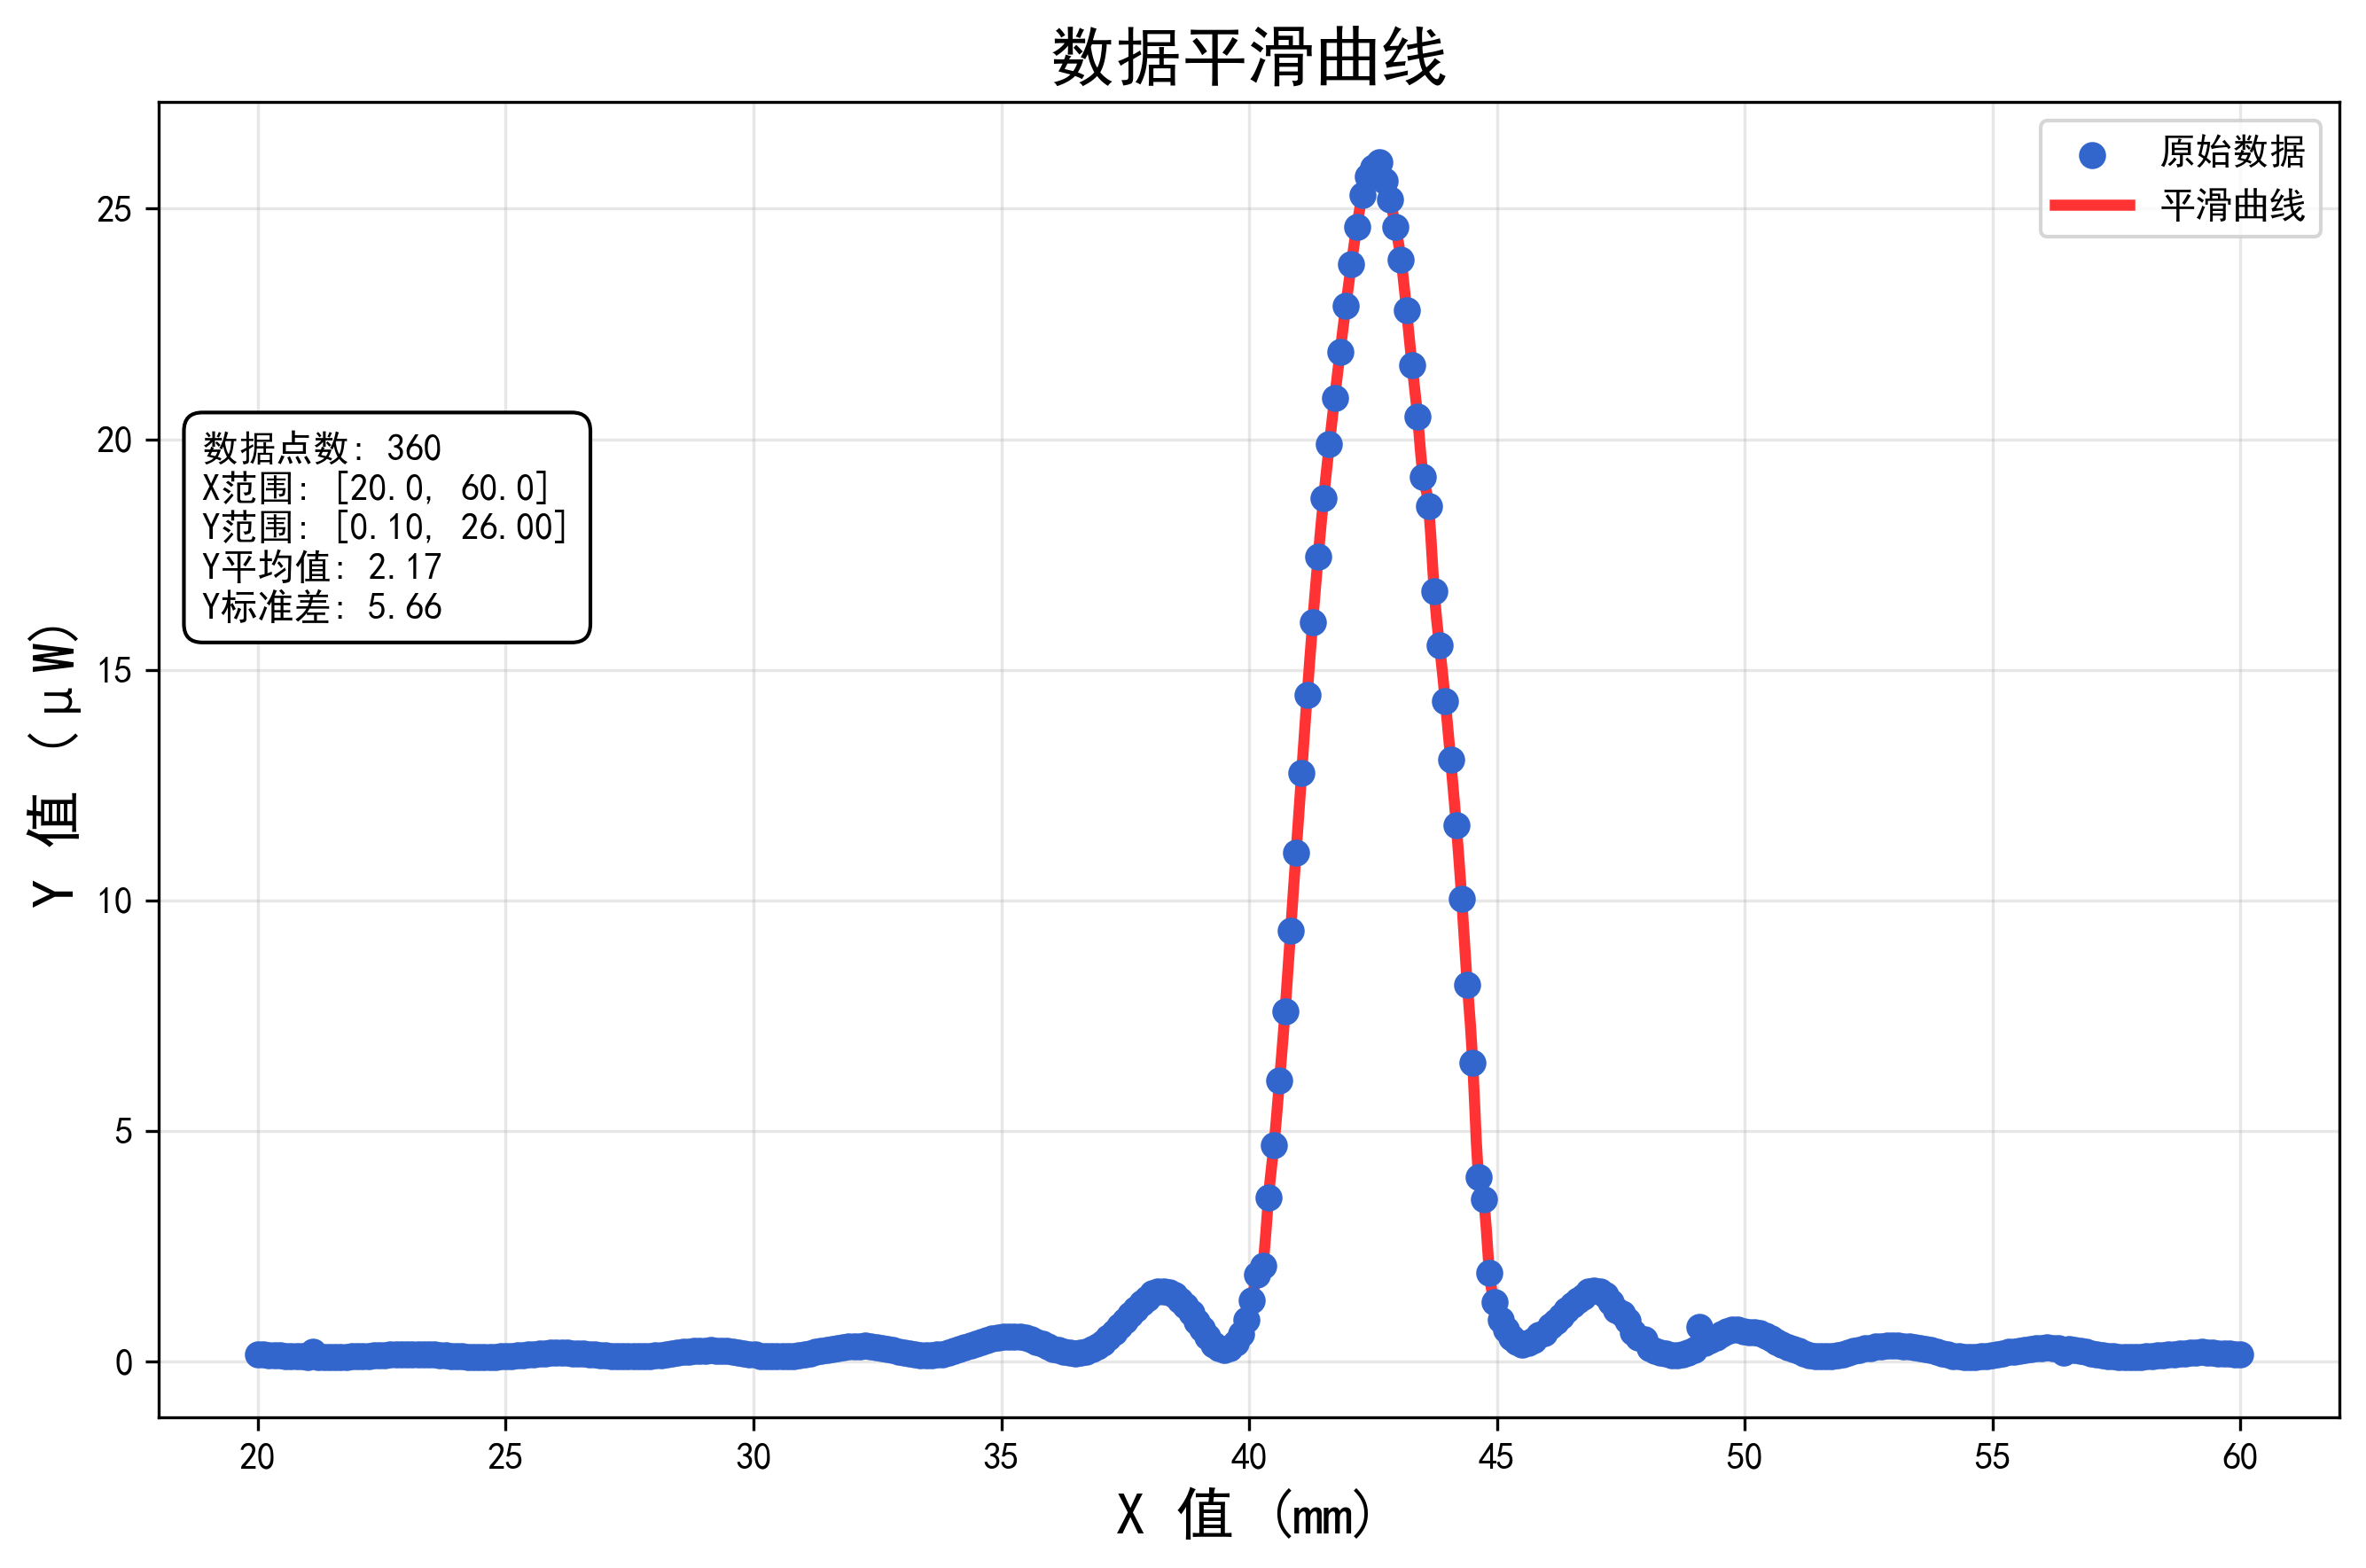 数据平滑曲线
原始数据
平滑曲线
数据点数: 360
X范围: [20.0, 60.0]
Y范围: [0.10, 26.00]
Y平均值: 2.17
Y标准差: 5.66
Y 值 (μW)
25
20
15
10
5
0
20 25 30 35 40 45 50 55 60
X 值 (mm)